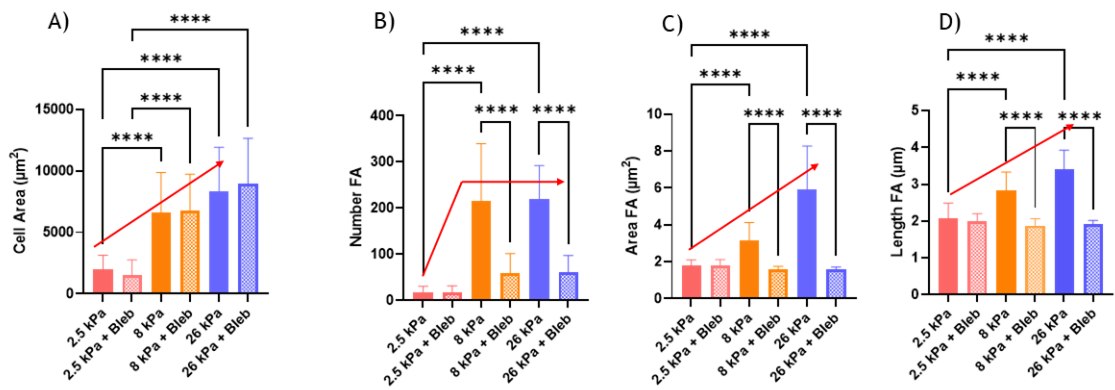 A)
****
****
****
****
15000
10000
5000
0
Cell Area (µm²)
2.5 kPa
2.5 kPa + Bleb
8 kPa
8 kPa + Bleb
26 kPa
26 kPa + Bleb
B)
****
****
**** ****
400
300
200
100
0
Number FA
2.5 kPa
2.5 kPa + Bleb
8 kPa
8 kPa + Bleb
26 kPa
26 kPa + Bleb
C)
****
****
**** ****
10
8
6
4
2
0
Area FA (µm²)
2.5 kPa
2.5 kPa + Bleb
8 kPa
8 kPa + Bleb
26 kPa
26 kPa + Bleb
D)
****
****
**** ****
5
4
3
2
1
0
Length FA (µm)
2.5 kPa
2.5 kPa + Bleb
8 kPa
8 kPa + Bleb
26 kPa
26 kPa + Bleb